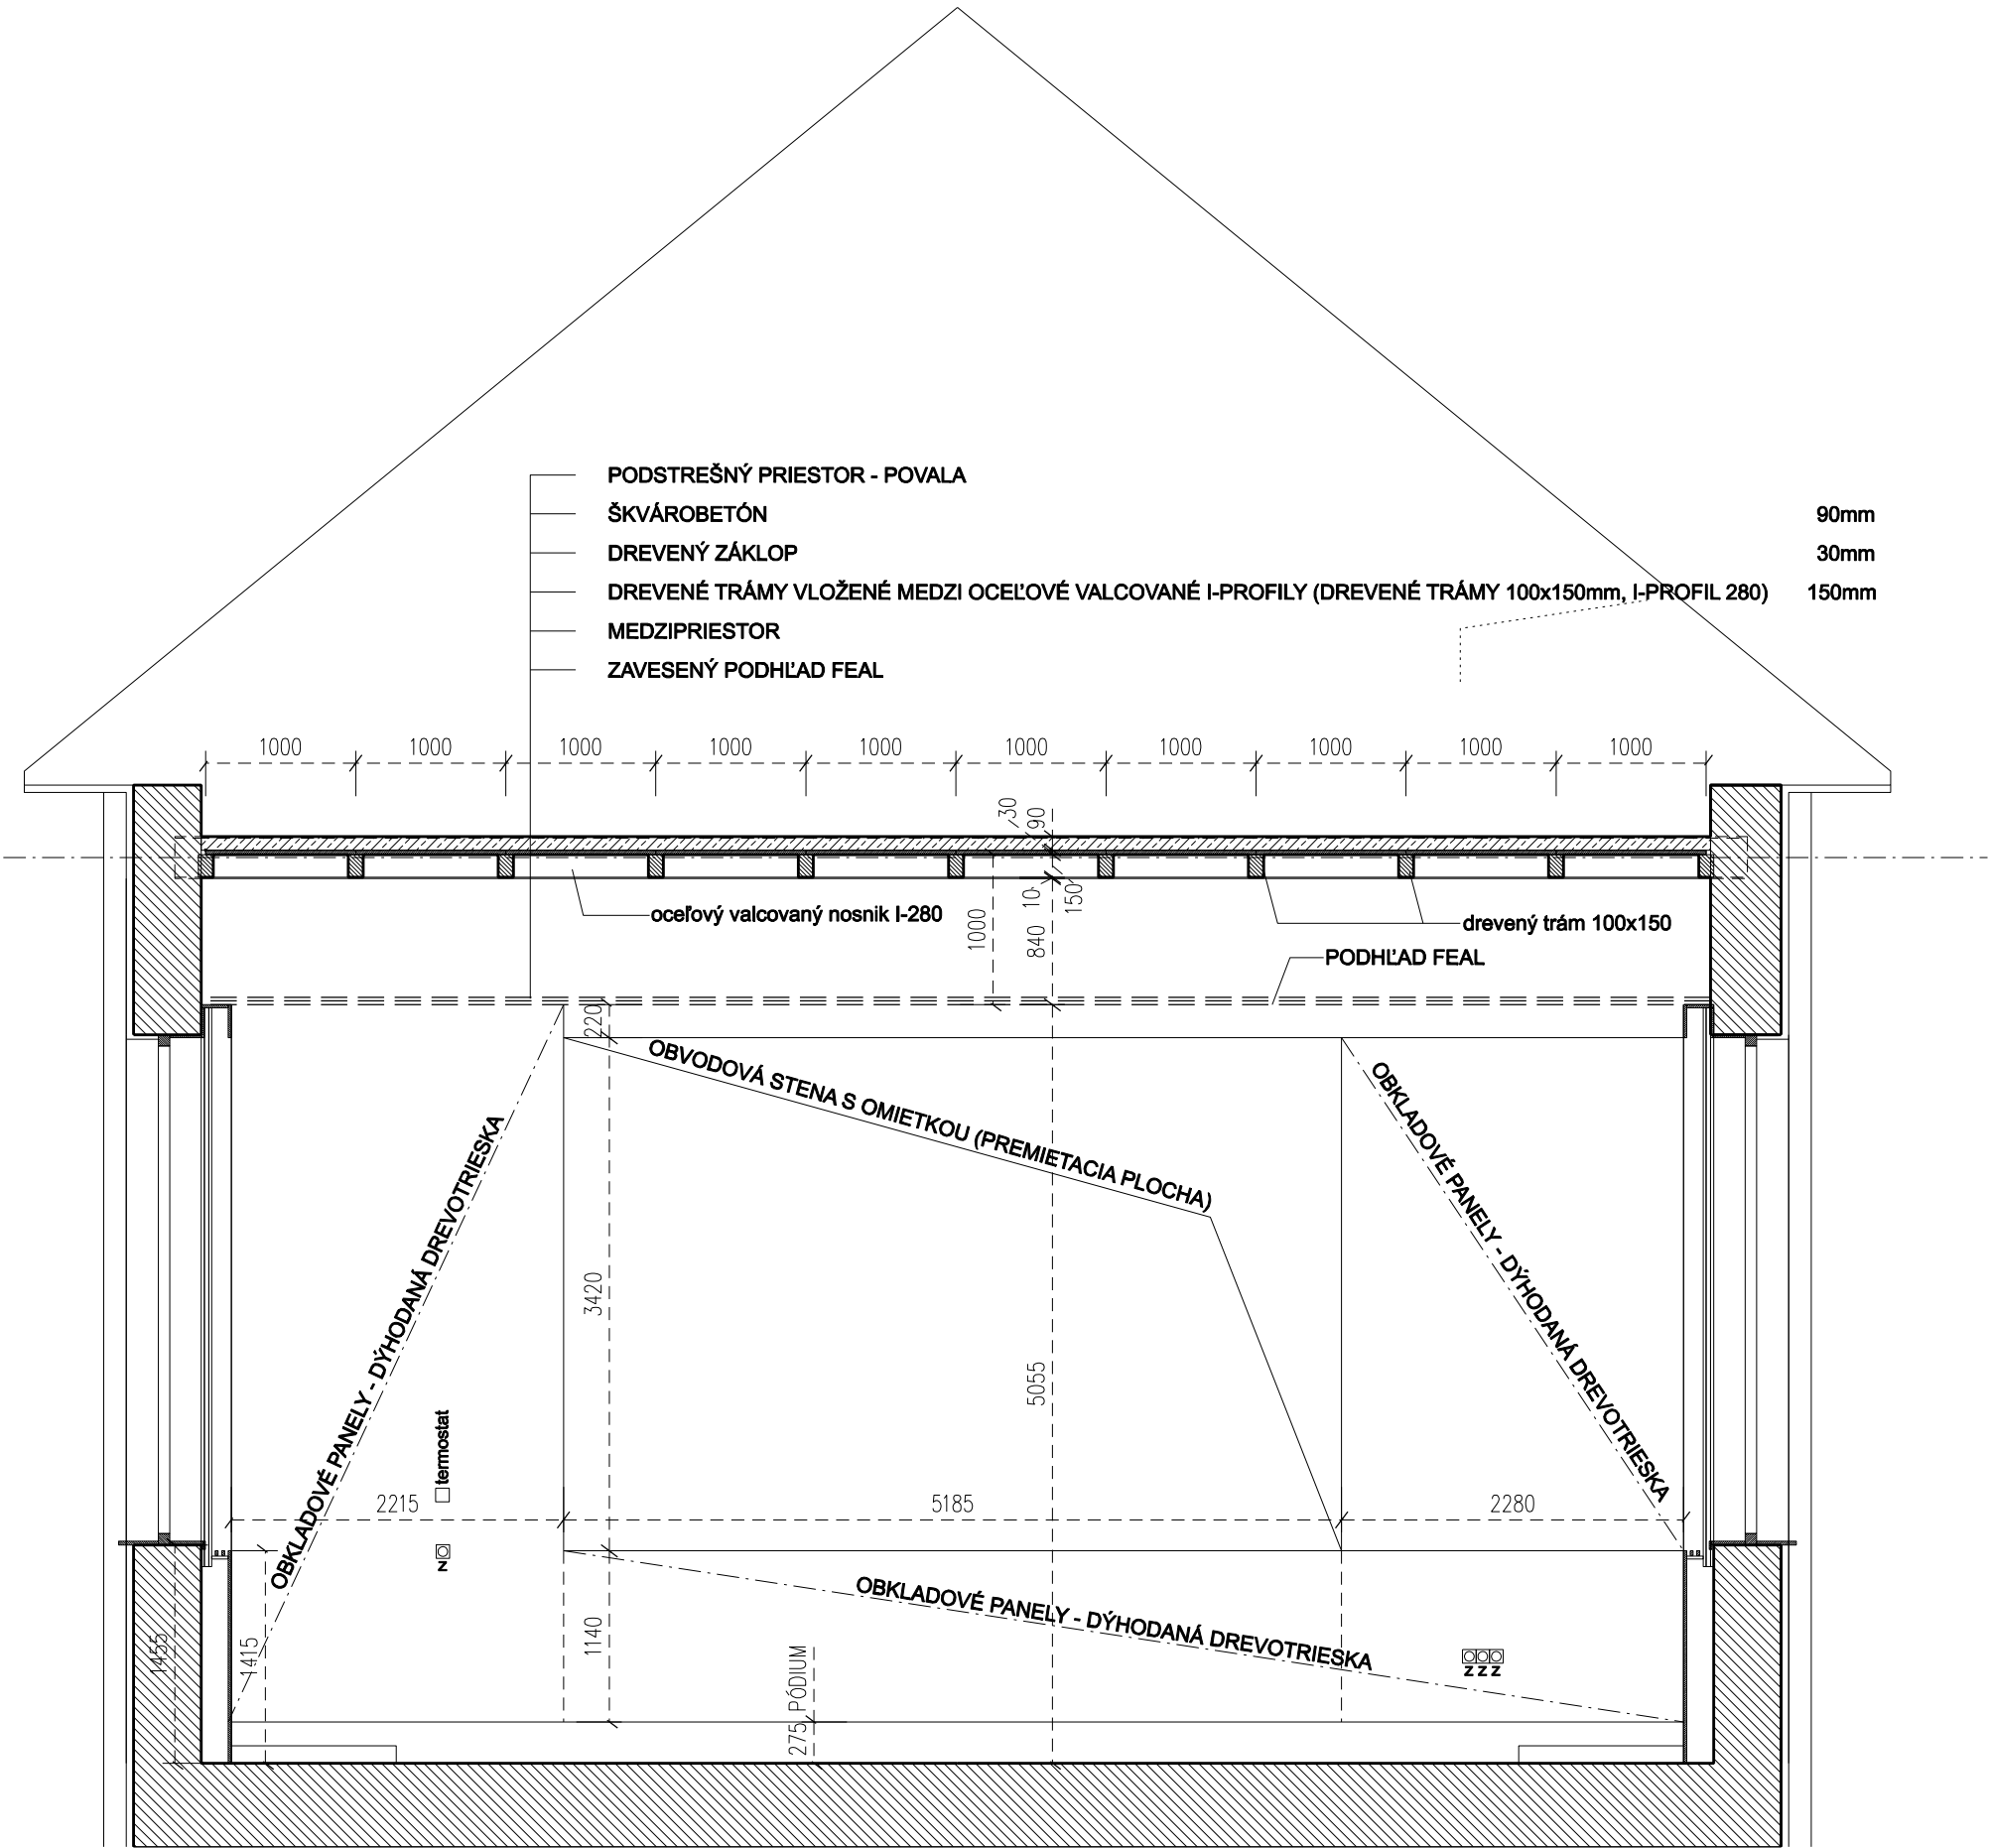 PODSTREŠNÝ PRIESTOR - POVALA
ŠKVÁROBETÓN 90mm
DREVENÝ ZÁKLOP 30mm
DREVENÉ TRÁMY VLOŽENÉ MEDZI OCEĽOVÉ VALCOVANÉ I-PROFILY (DREVENÉ TRÁMY 100x150mm, I-PROFIL 280) 150mm
MEDZIPRIESTOR
ZAVESENÝ PODHĽAD FEAL
1000 1000 1000 1000 1000 1000 1000 1000 1000 1000
30
90
oceľový valcovaný nosnik I-280
1000
10
840
150
drevený trám 100x150
PODHĽAD FEAL
220
OBVODOVÁ STENA S OMIETKOU (PREMIETACIA PLOCHA)
OBKLADOVÉ PANELY - DÝHODANÁ DREVOTRIESKA
OBKLADOVÉ PANELY - DÝHODANÁ DREVOTRIESKA
3420
5055
termostat
2215 5185 2280
Z
OBKLADOVÉ PANELY - DÝHODANÁ DREVOTRIESKA
1455
1415
1140
275 PÓDIUM
Z Z Z